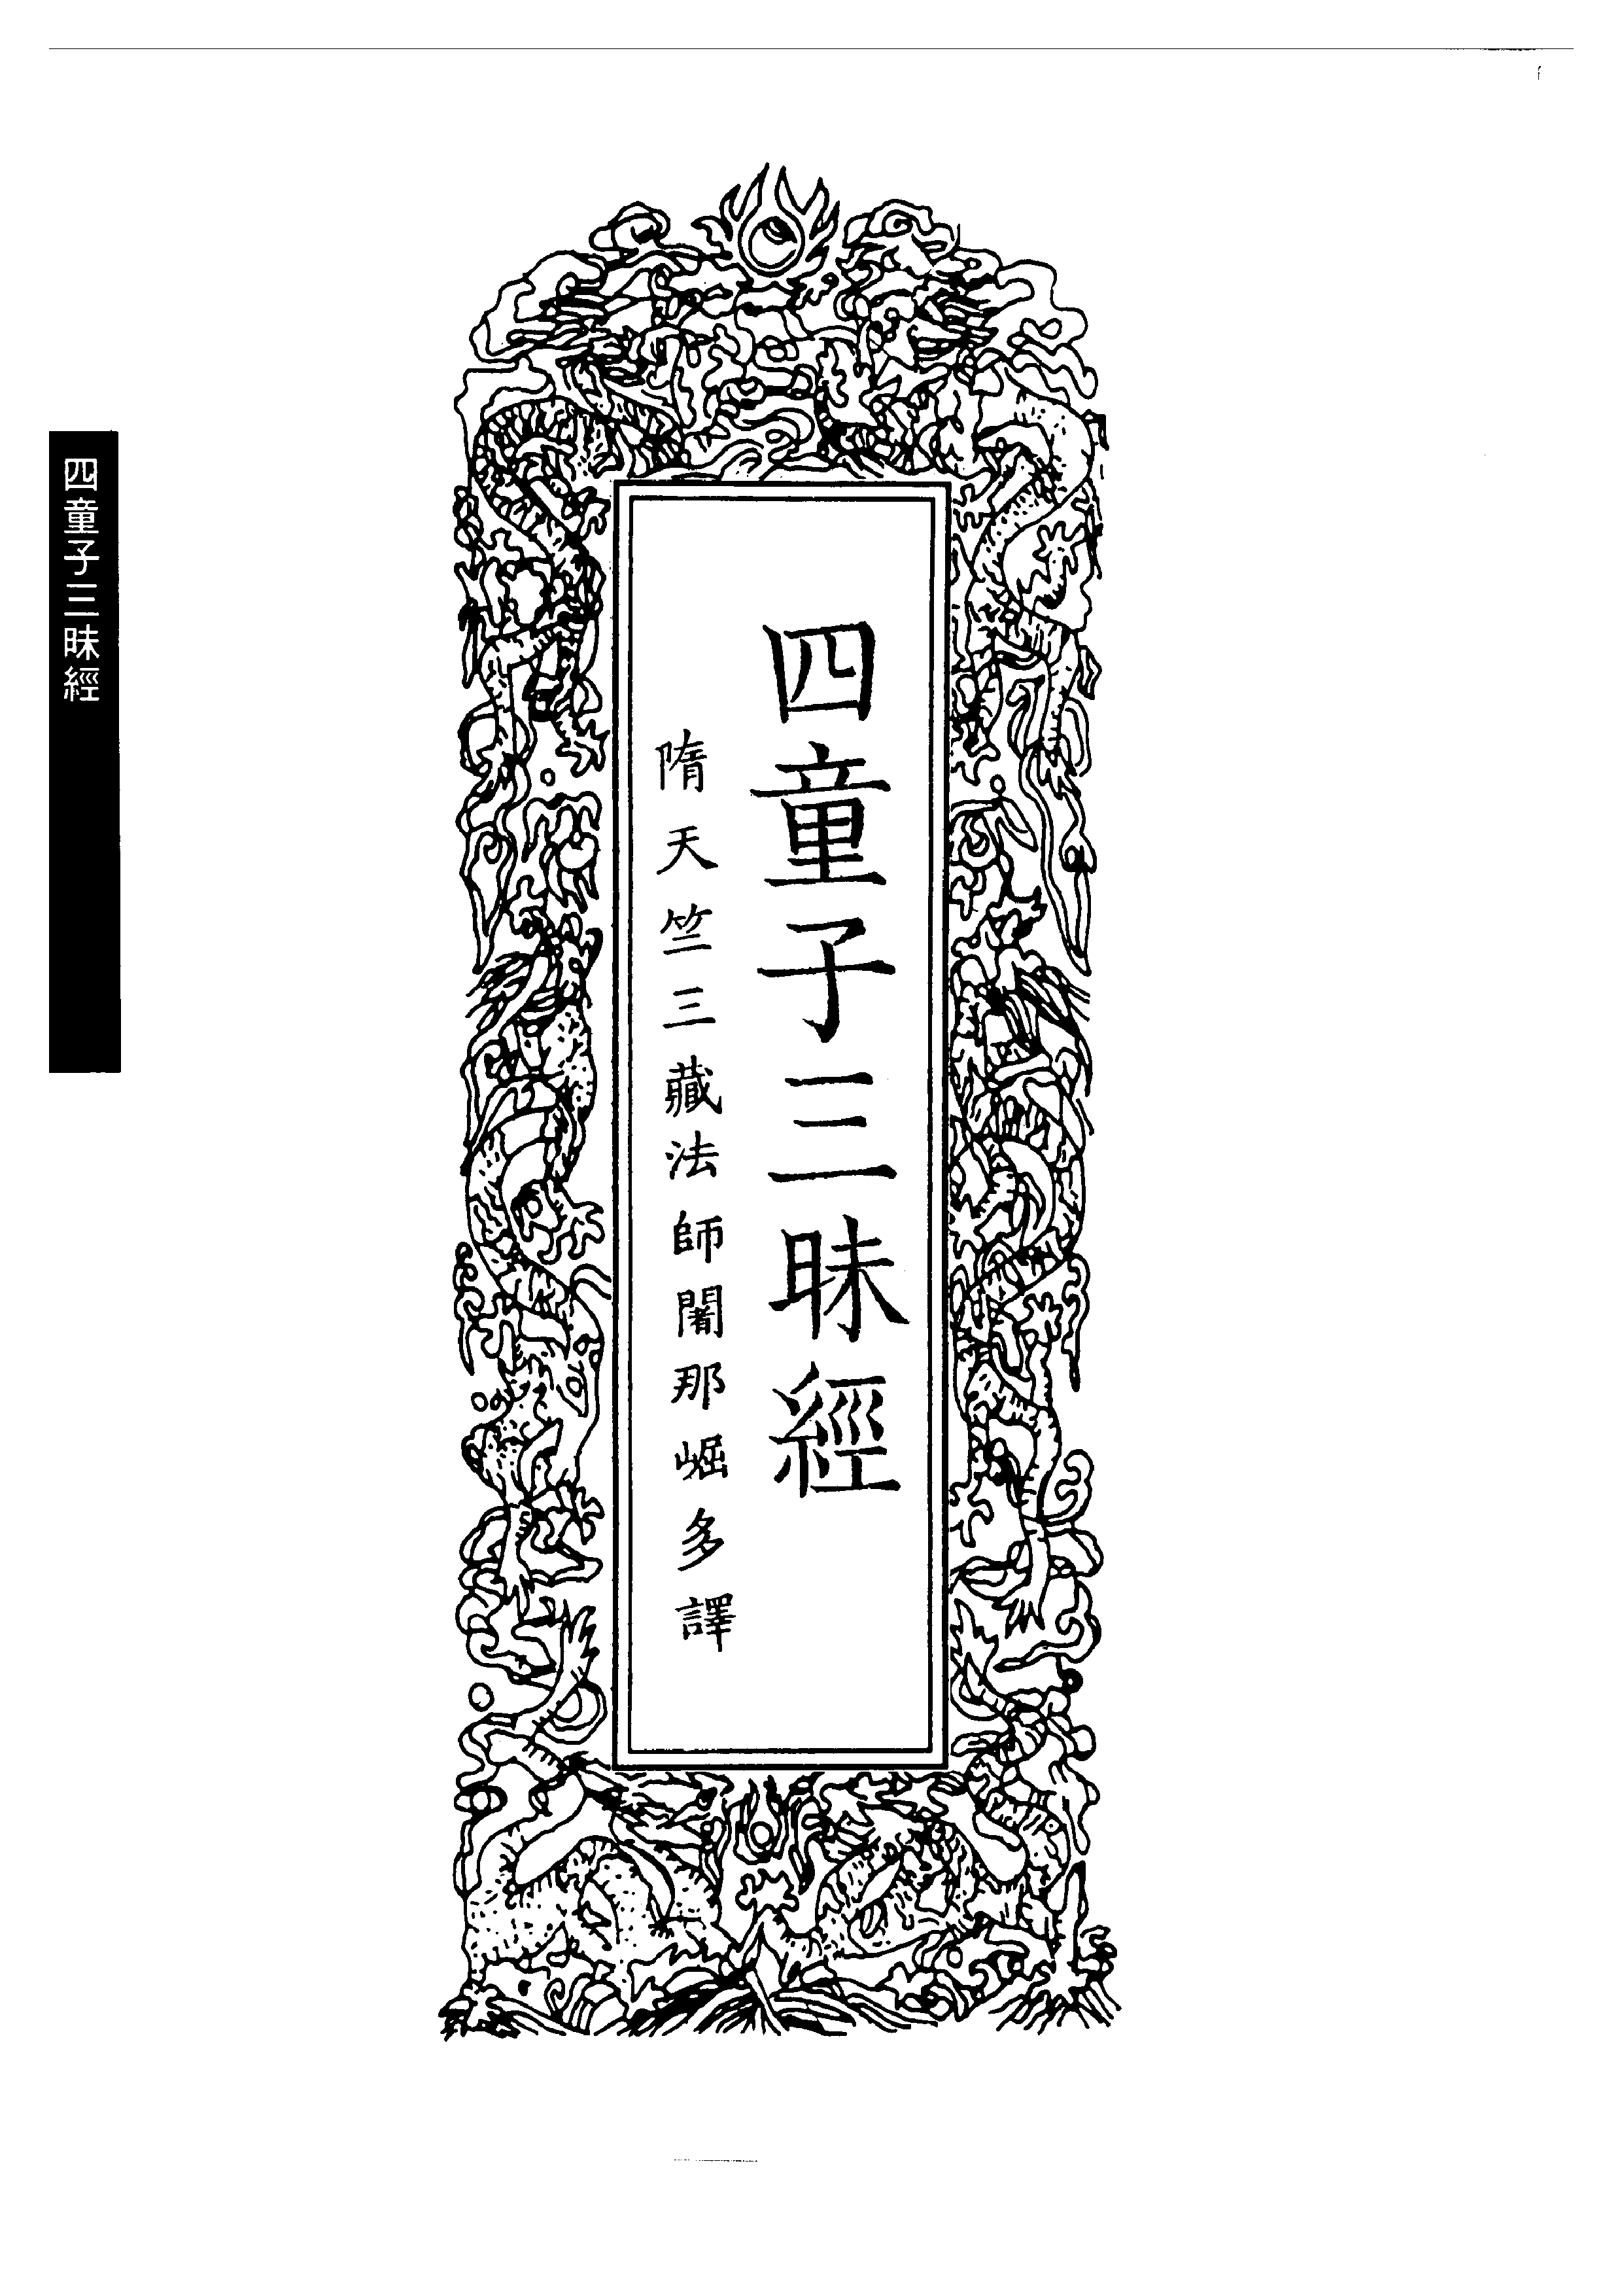 四童子三昧經
隋天竺三藏法師闍那崛多譯
四童子三昧經